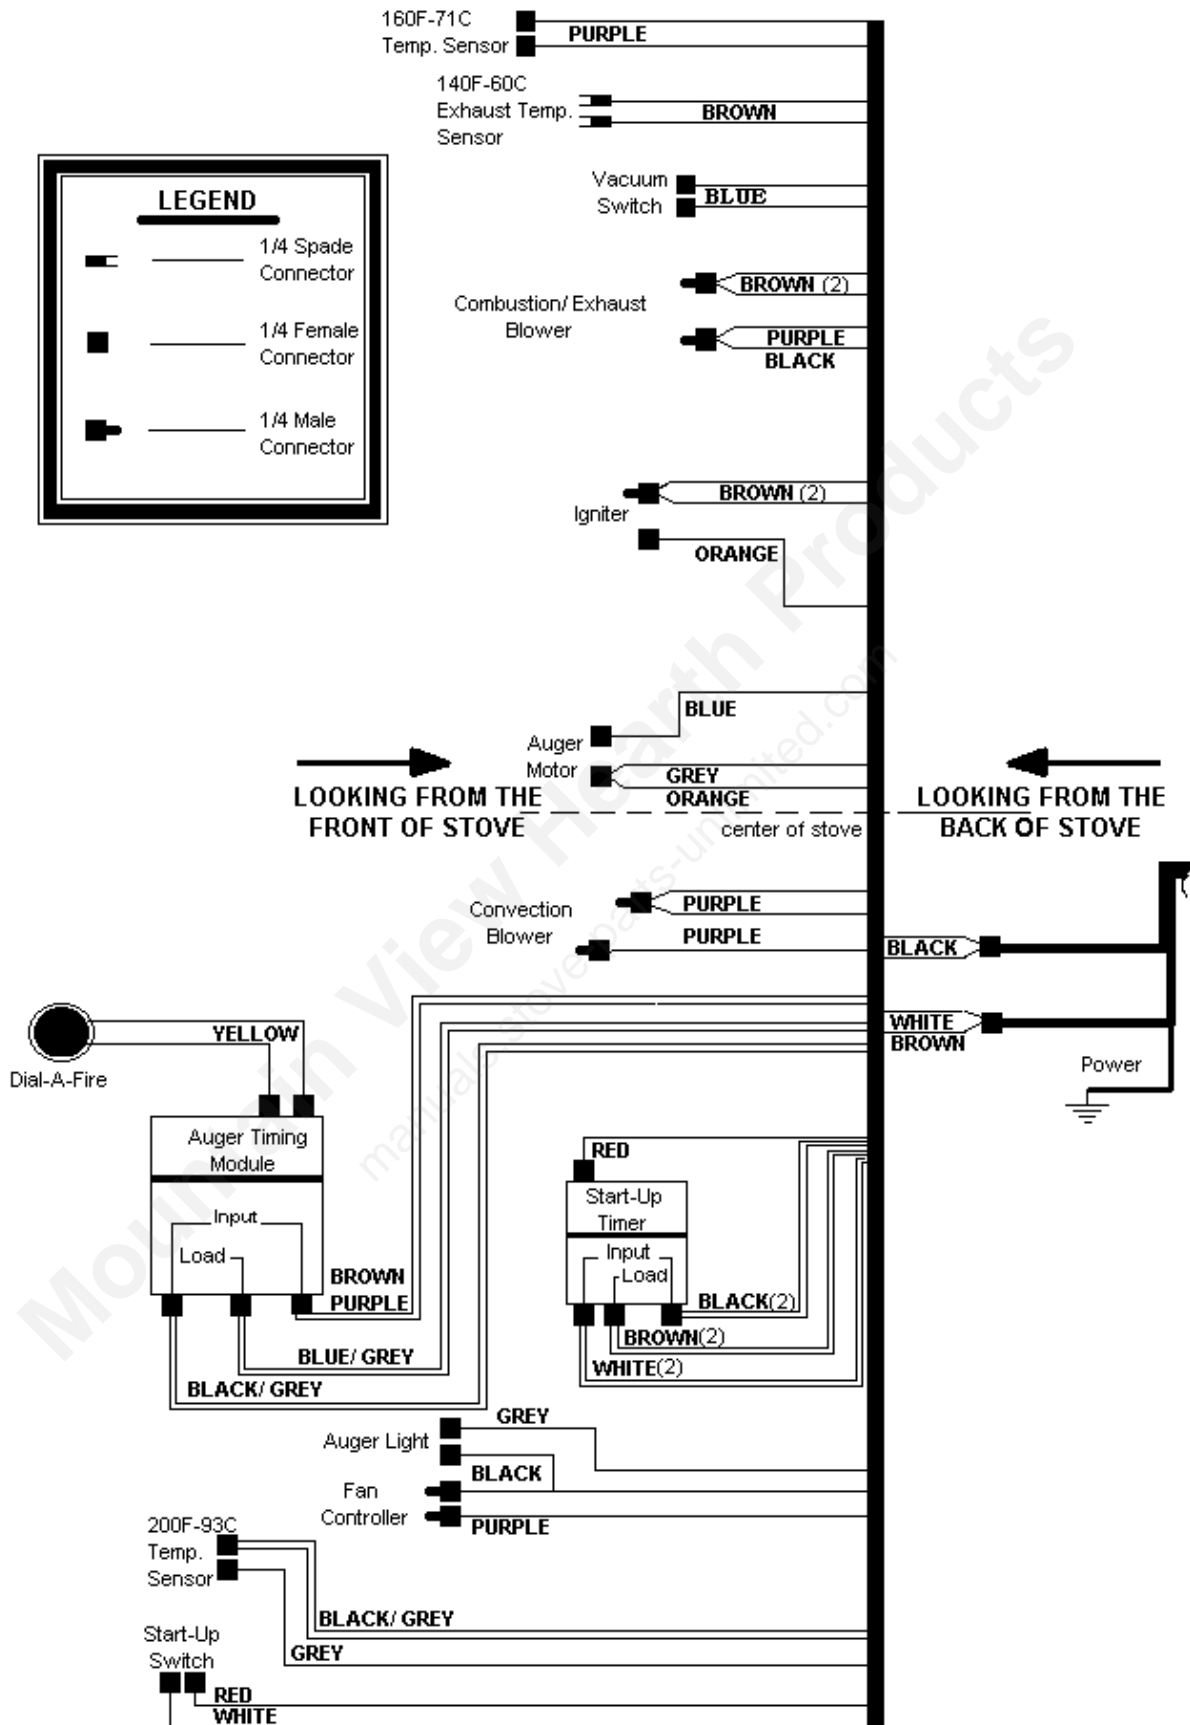 160F-71C
Temp. Sensor
PURPLE
140F-60C
Exhaust Temp.
Sensor
BROWN
Vacuum
Switch
BLUE
LEGEND
1/4 Spade
Connector
1/4 Female
Connector
1/4 Male
Connector
Combustion/ Exhaust
Blower
BROWN (2)
PURPLE
BLACK
Igniter
BROWN (2)
ORANGE
Auger
Motor
BLUE
GREY
ORANGE
LOOKING FROM THE
FRONT OF STOVE
center of stove
LOOKING FROM THE
BACK OF STOVE
Convection
Blower
PURPLE
PURPLE
BLACK
WHITE
BROWN
Power
YELLOW
Dial-A-Fire
Auger Timing
Module
Input
Load
BROWN
PURPLE
BLUE/ GREY
BLACK/ GREY
RED
Start-Up
Timer
Input
Load
BLACK(2)
BROWN(2)
WHITE(2)
Auger Light
GREY
BLACK
Fan
Controller
PURPLE
200F-93C
Temp.
Sensor
BLACK/ GREY
GREY
Start-Up
Switch
RED
WHITE
Mountain View Hearth Products
manuals.stoveparts-unlimited.com